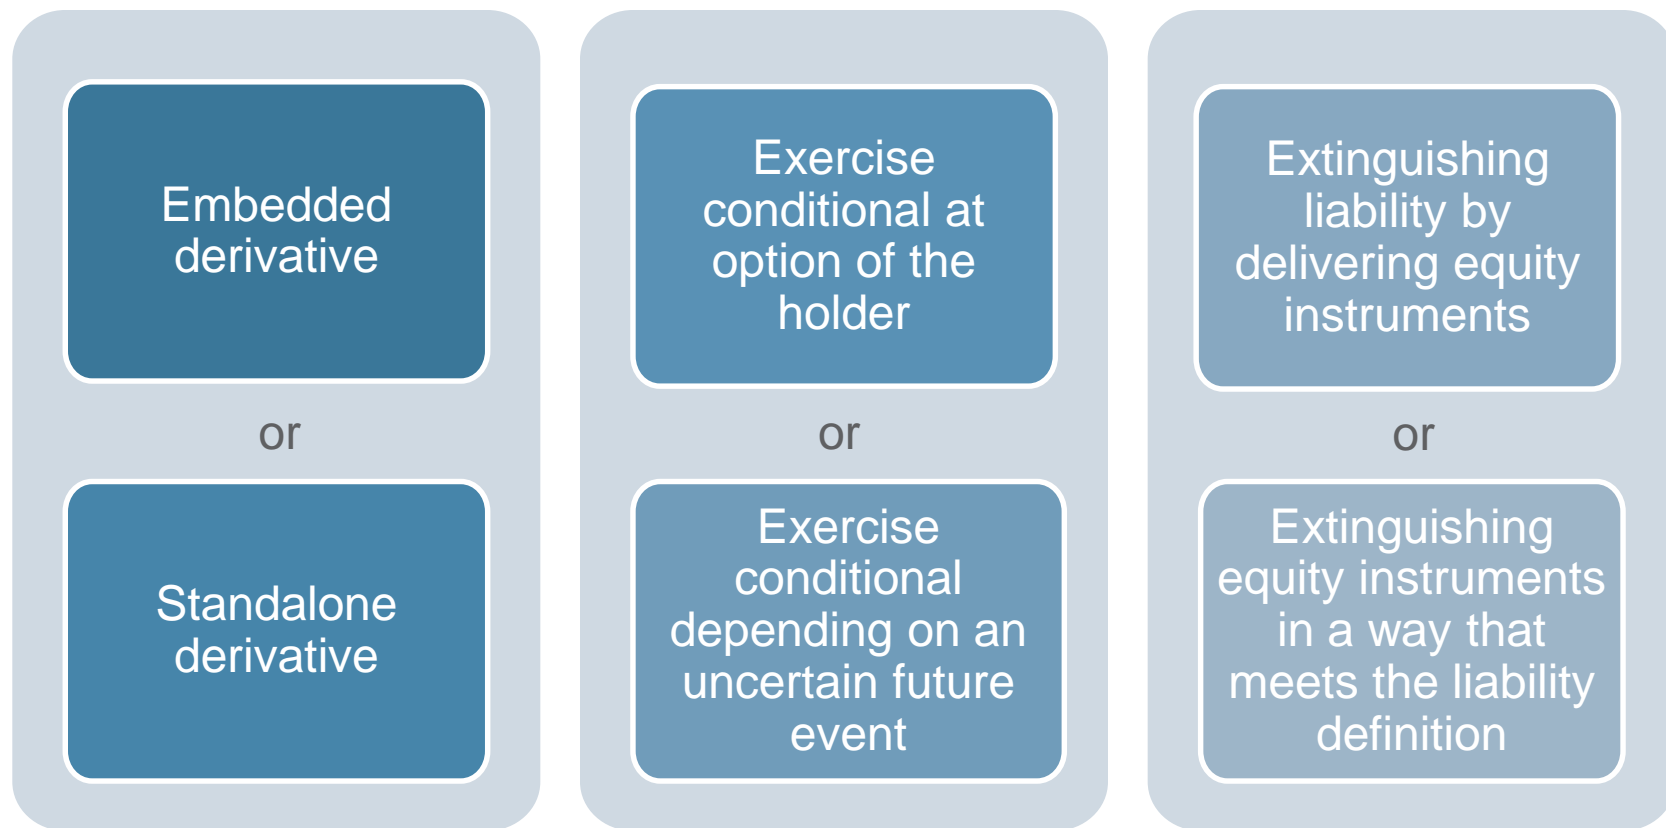 Embedded
derivative
or
Standalone
derivative
Exercise
conditional at
option of the
holder
or
Exercise
conditional
depending on an
uncertain future
event
Extinguishing
liability by
delivering equity
instruments
or
Extinguishing
equity instruments
in a way that
meets the liability
definition